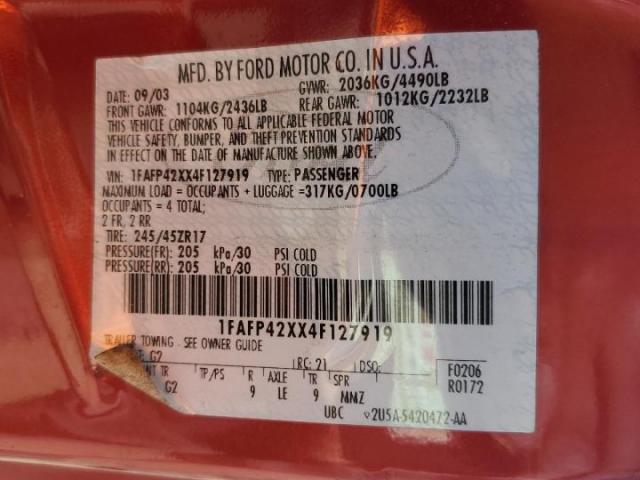 MFD. BY FORD MOTOR CO. IN U.S.A.
DATE: 09/03 GVWR: 2036KG/4490LB
FRONT GAWR: 1104KG/2436LB REAR GAWR: 1012KG/2232LB
THIS VEHICLE CONFORMS TO ALL APPLICABLE FEDERAL MOTOR
VEHICLE SAFETY, BUMPER, AND THEFT PREVENTION STANDARDS
IN EFFECT ON THE DATE OF MANUFACTURE SHOWN ABOVE.
VIN: 1FAFP42XX4F127919 TYPE: PASSENGER
MAXIMUM LOAD = OCCUPANTS + LUGGAGE = 317KG/0700LB
OCCUPANTS = 4 TOTAL;
2 FR, 2 RR
TIRE: 245/45ZR17
PRESSURE(FR): 205 kPa/30 PSI COLD
PRESSURE(RR): 205 kPa/30 PSI COLD
1FAFP42XX4F127919
TRAILER TOWING - SEE OWNER GUIDE
: G2 RC: 21 DSO: F0206
NT TR TP/PS R AXLE TR SPR R0172
G2 9 LE 9 MMZ
UBC 2U5A-5420472-AA